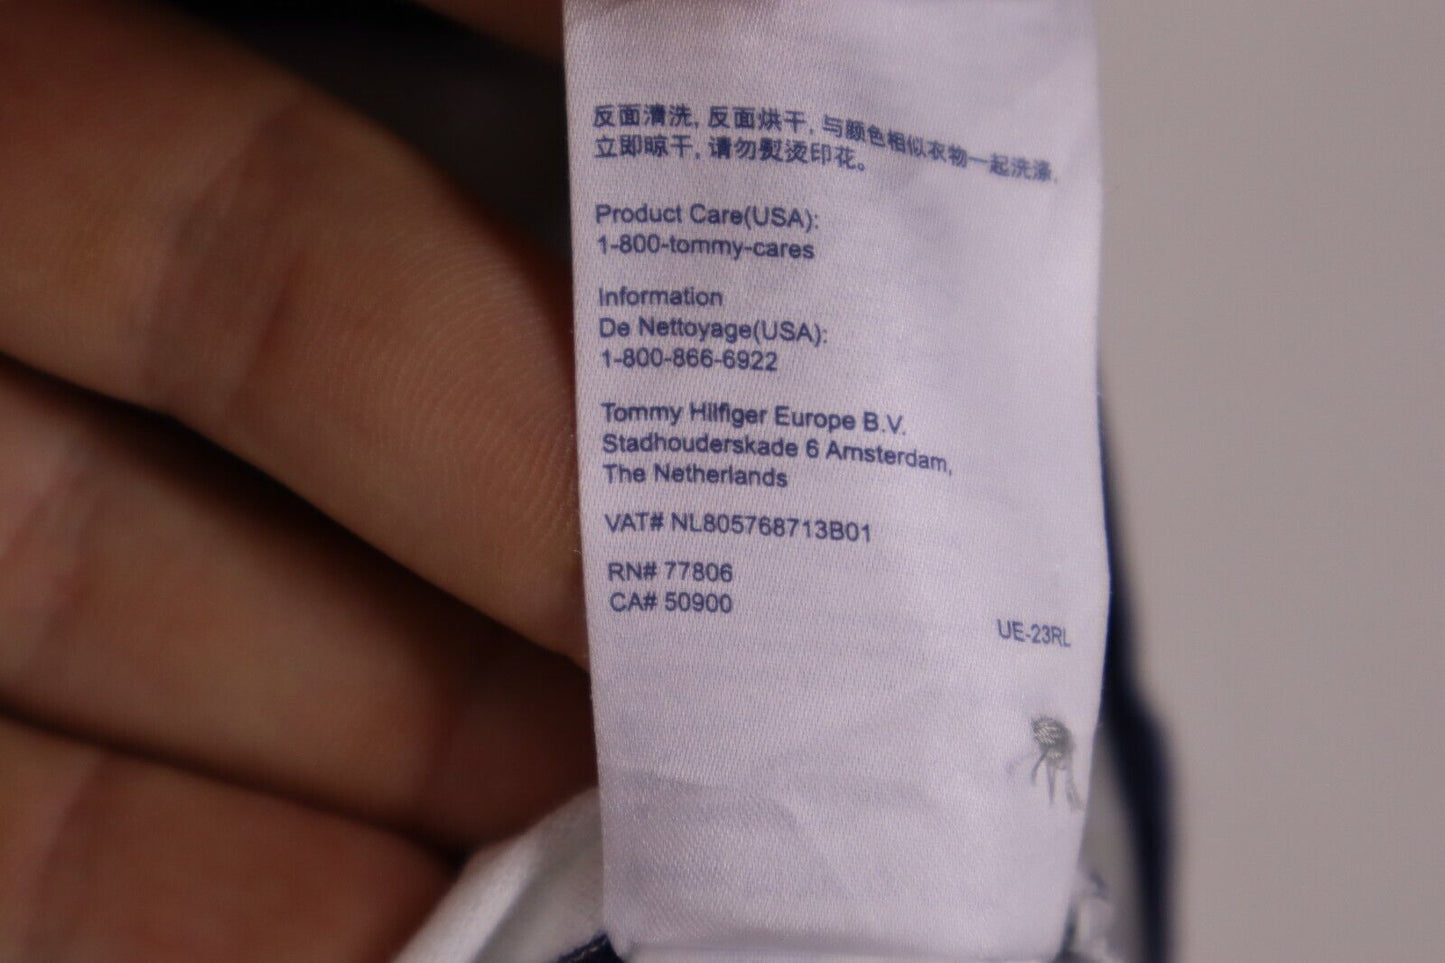 反面清洗, 反面烘干, 与颜色相似衣物一起洗涤,
立即晾干, 请勿熨烫印花。
Product Care(USA):
1-800-tommy-cares
Information
De Nettoyage(USA):
1-800-866-6922
Tommy Hilfiger Europe B.V.
Stadhouderskade 6 Amsterdam,
The Netherlands
VAT# NL805768713B01
RN# 77806
CA# 50900
UE-23RL